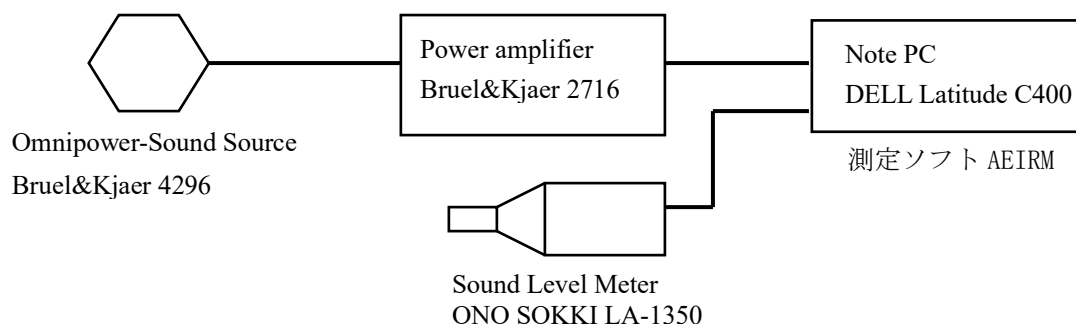 Power amplifier
Bruel&Kjaer 2716
Note PC
DELL Latitude C400
測定ソフト AEIRM
Omnipower-Sound Source
Bruel&Kjaer 4296
Sound Level Meter
ONO SOKKI LA-1350